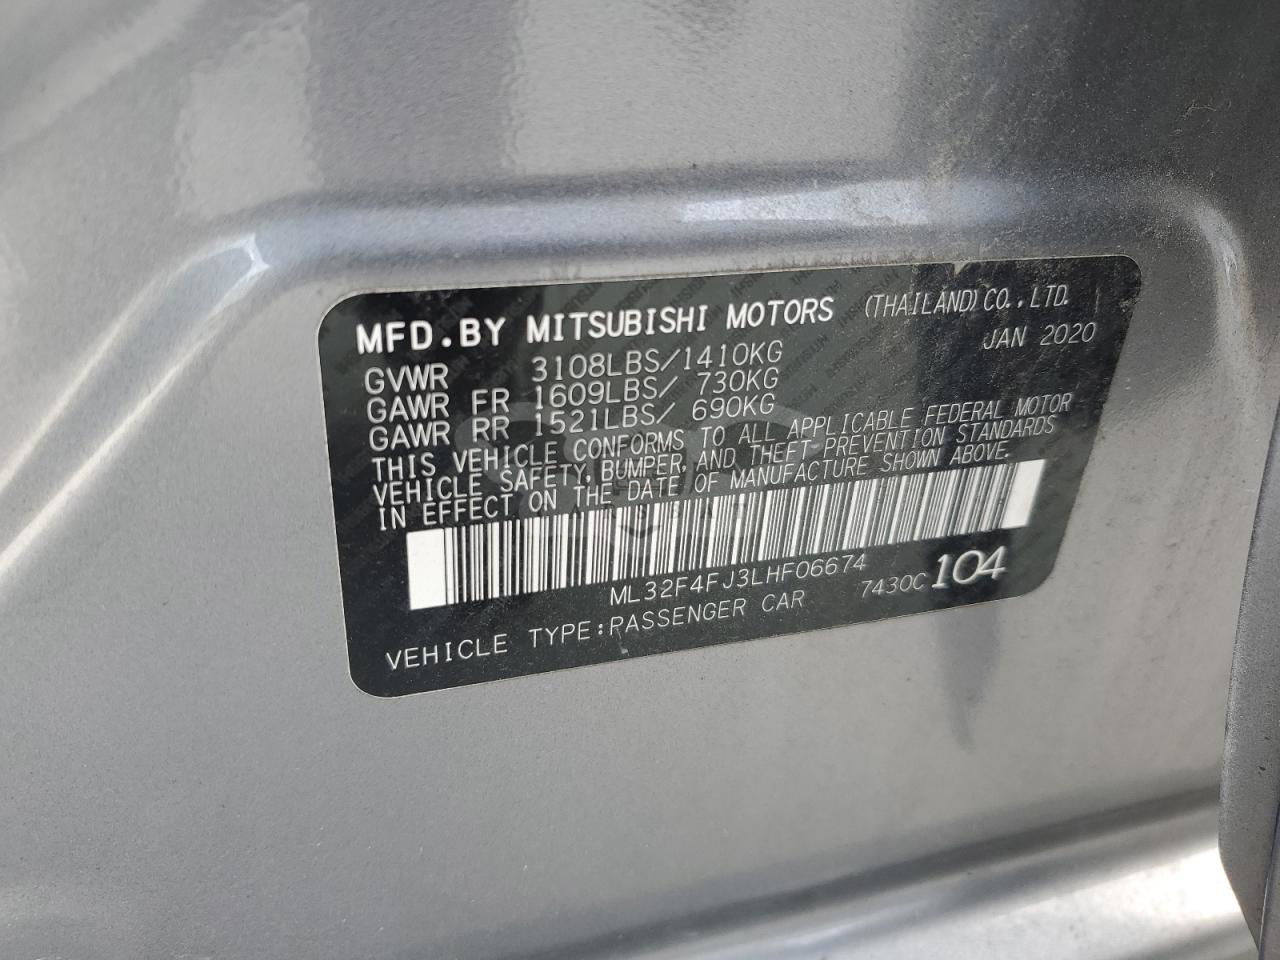 MFD.BY MITSUBISHI MOTORS (THAILAND) CO.,LTD.
JAN 2020
GVWR 3108LBS/1410KG
GAWR FR 1609LBS/ 730KG
GAWR RR 1521LBS/ 690KG
THIS VEHICLE CONFORMS TO ALL APPLICABLE FEDERAL MOTOR
VEHICLE SAFETY, BUMPER, AND THEFT-PREVENTION STANDARDS
IN EFFECT ON THE DATE OF MANUFACTURE SHOWN ABOVE.
ML32F4FJ3LHF06674
7430C 104
VEHICLE TYPE:PASSENGER CAR